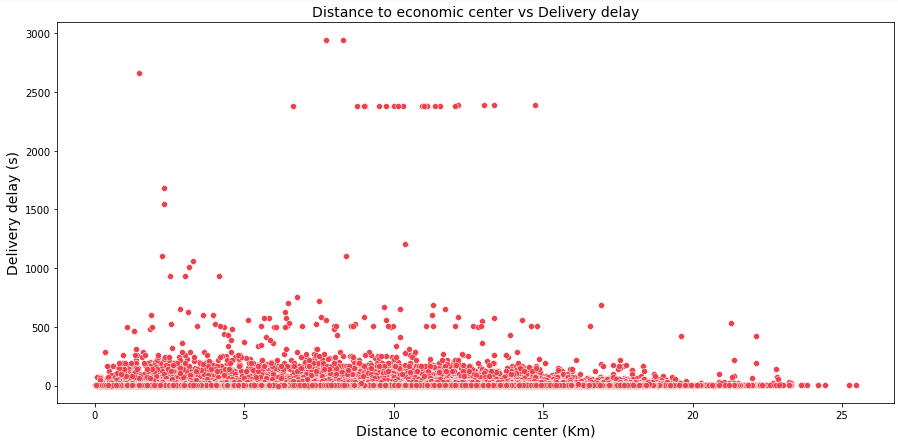 Distance to economic center vs Delivery delay
3000
2500
2000
1500
1000
500
0
Delivery delay (s)
0 5 10 15 20 25
Distance to economic center (Km)